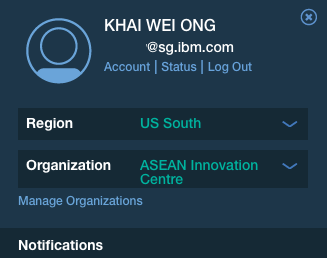 KHAI WEI ONG
@sg.ibm.com
Account | Status | Log Out
Region US South
Organization ASEAN Innovation
Centre
Manage Organizations
Notifications